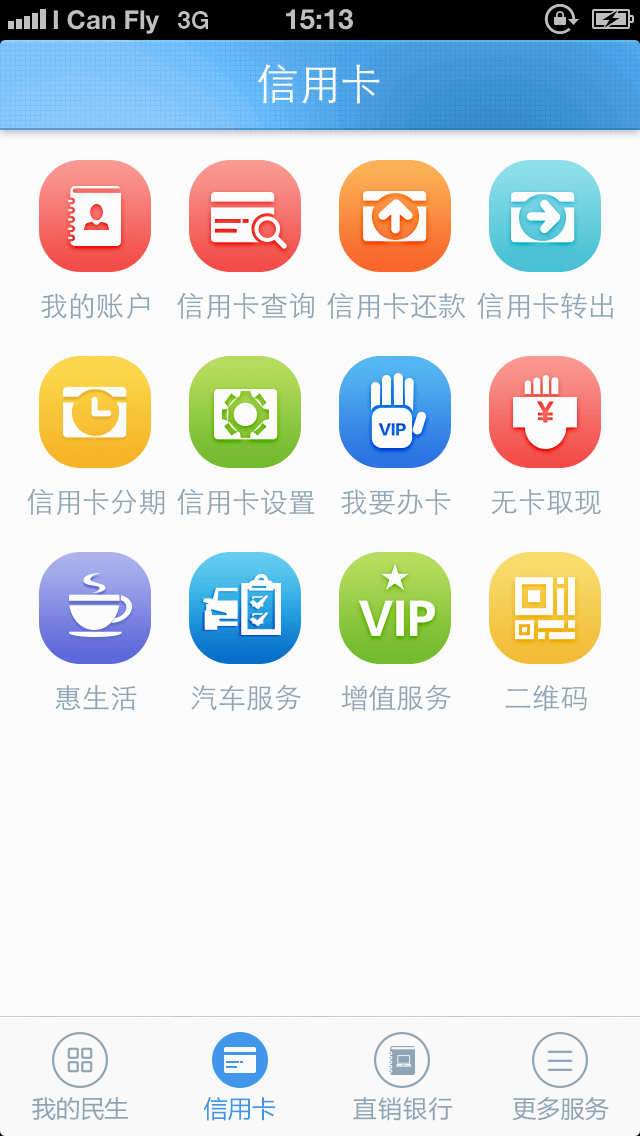 I Can Fly 3G 15:13
信用卡
我的账户 信用卡查询 信用卡还款 信用卡转出
¥
VIP
信用卡分期 信用卡设置 我要办卡 无卡取现
VIP
惠生活 汽车服务 增值服务 二维码
我的民生 信用卡 直销银行 更多服务